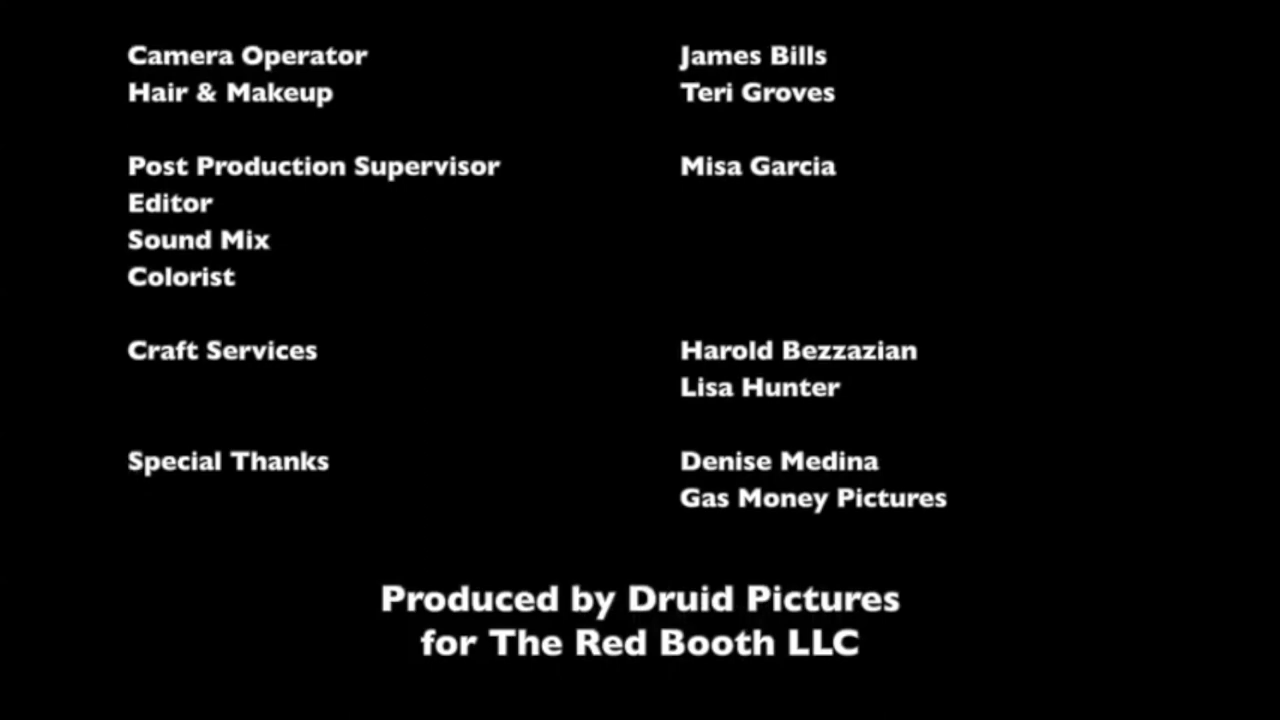 Camera Operator James Bills
Hair & Makeup Teri Groves
Post Production Supervisor Misa Garcia
Editor
Sound Mix
Colorist
Craft Services Harold Bezzazian
Lisa Hunter
Special Thanks Denise Medina
Gas Money Pictures
Produced by Druid Pictures
for The Red Booth LLC